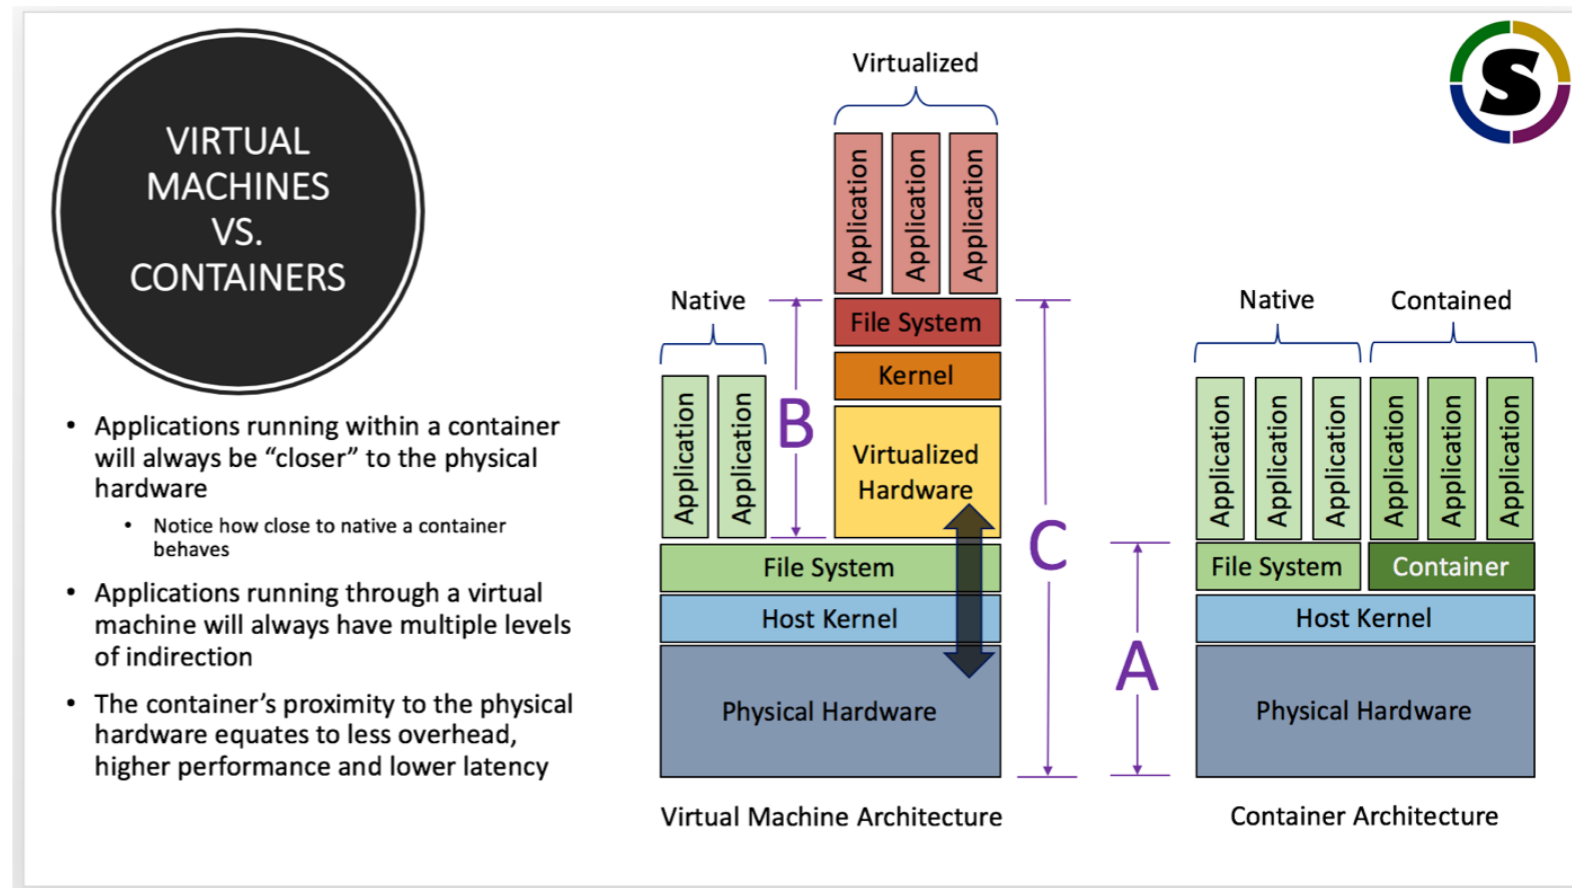 VIRTUAL
MACHINES
VS.
CONTAINERS
• Applications running within a container
will always be “closer” to the physical
hardware
• Notice how close to native a container
behaves
• Applications running through a virtual
machine will always have multiple levels
of indirection
• The container’s proximity to the physical
hardware equates to less overhead,
higher performance and lower latency
Virtualized
Application
Application
Application
Native
Application
Application
File System
Kernel
Virtualized
Hardware
B
File System
Host Kernel
Physical Hardware
C
Virtual Machine Architecture
A
Native
Contained
Application
Application
Application
Application
Application
Application
File System
Container
Host Kernel
Physical Hardware
Container Architecture
S